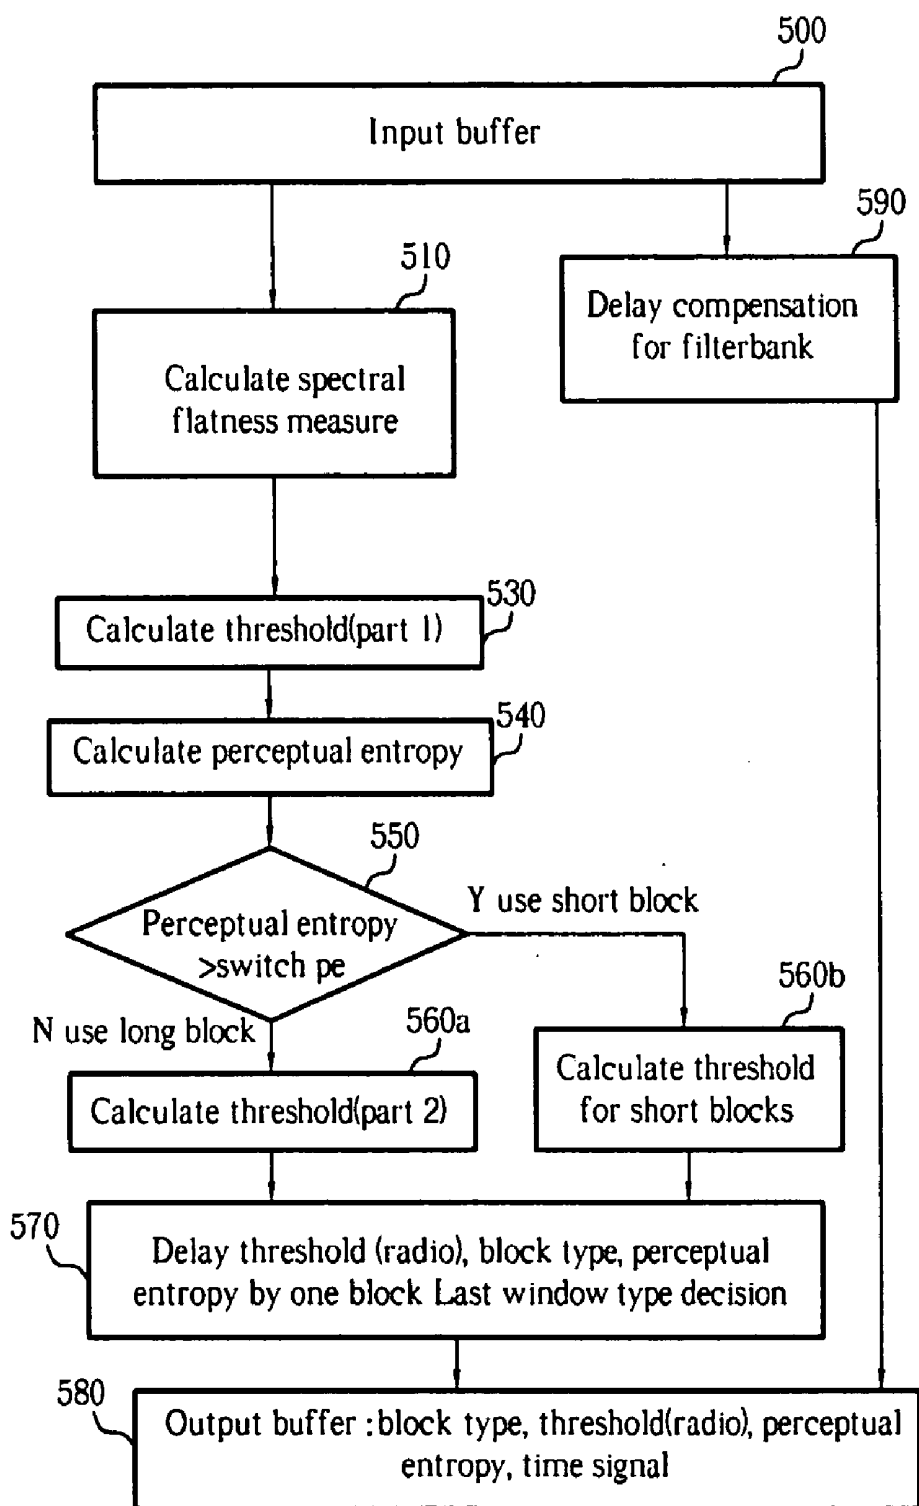 500
Input buffer
590
510
Delay compensation
for filterbank
Calculate spectral
flatness measure
530
Calculate threshold(part 1)
540
Calculate perceptual entropy
550
Perceptual entropy
>switch pe
Y use short block
N use long block
560a
560b
Calculate threshold(part 2)
Calculate threshold
for short blocks
570
Delay threshold (radio), block type, perceptual
entropy by one block Last window type decision
580
Output buffer :block type, threshold(radio), perceptual
entropy, time signal